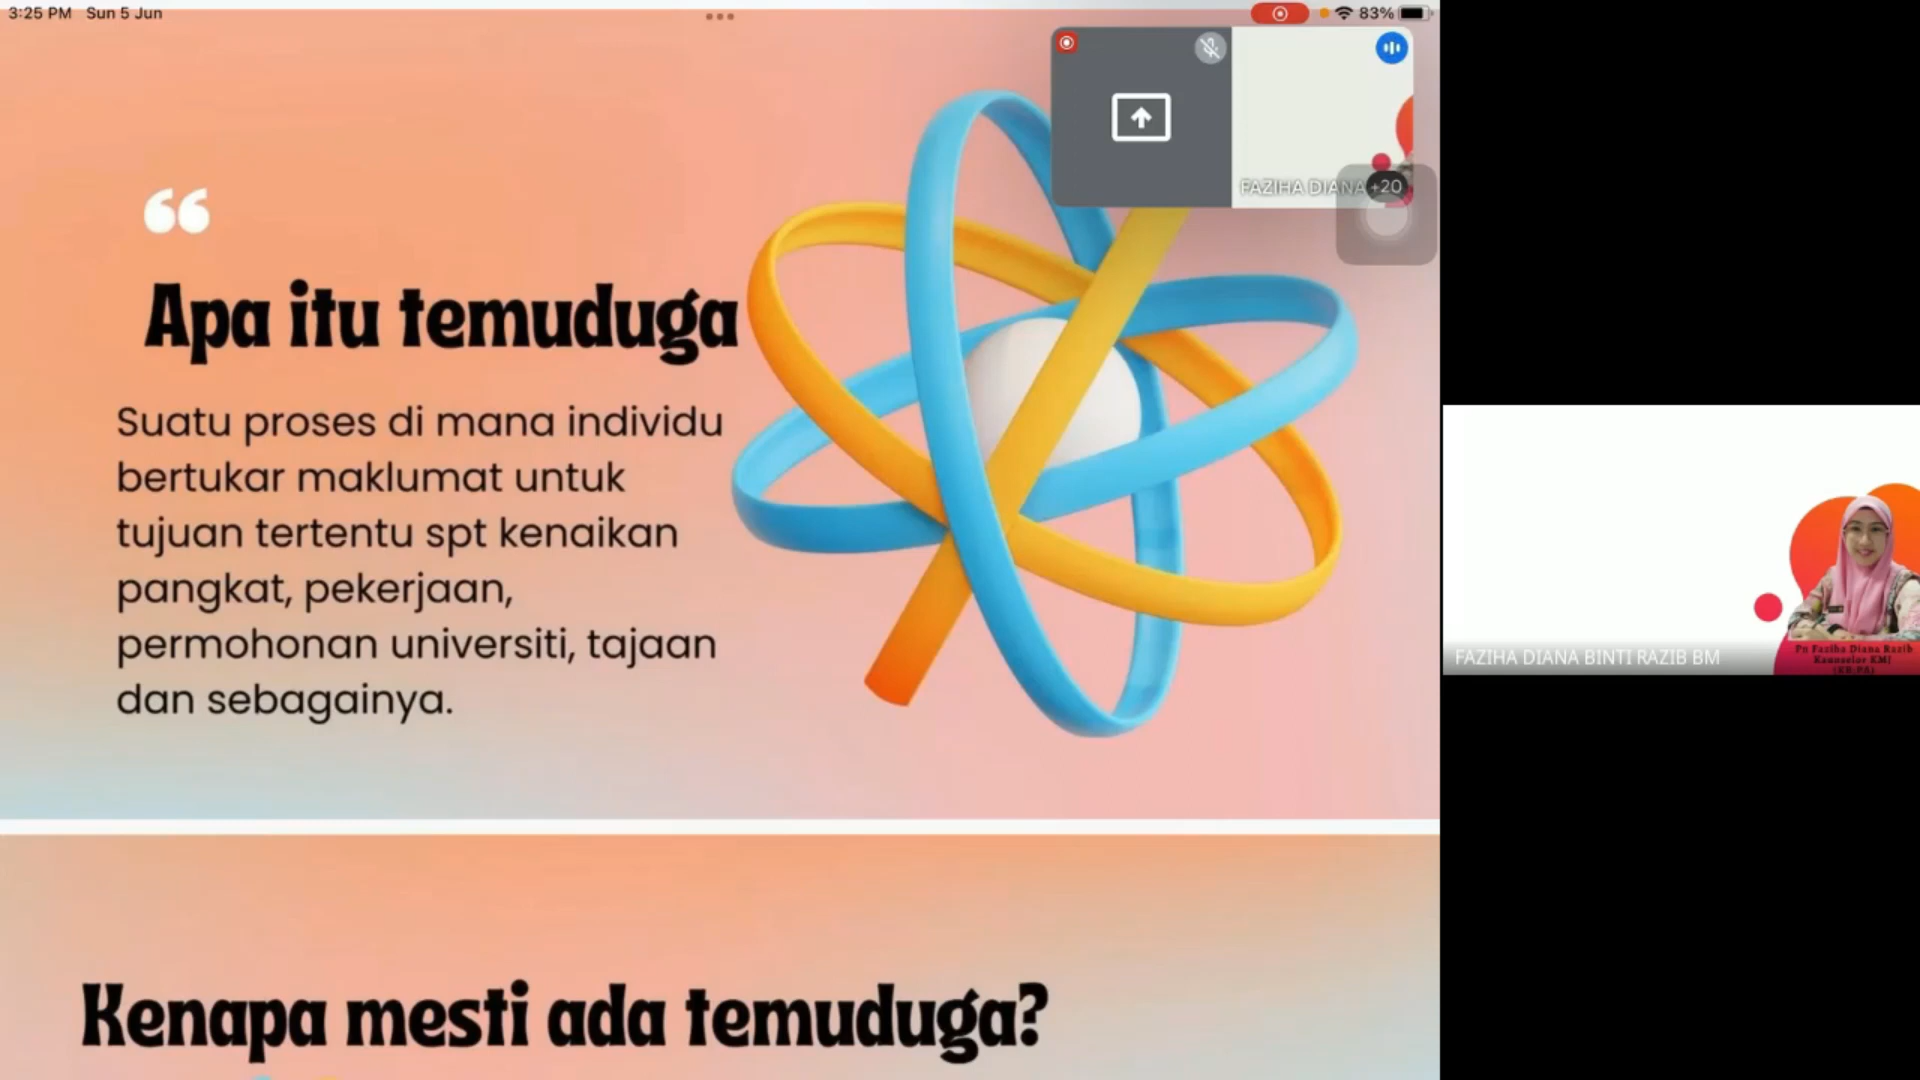 3:25 PM Sun 5 Jun
83%
FAZIHA DIANA
+20
“
Apa itu temuduga
Suatu proses di mana individu
bertukar maklumat untuk
tujuan tertentu spt kenaikan
pangkat, pekerjaan,
permohonan universiti, tajaan
dan sebagainya.
Kenapa mesti ada temuduga?
FAZIHA DIANA BINTI RAZIB BM
Pn Faziha Diana Razib
Kaunselor KMJ
(KB-PA)